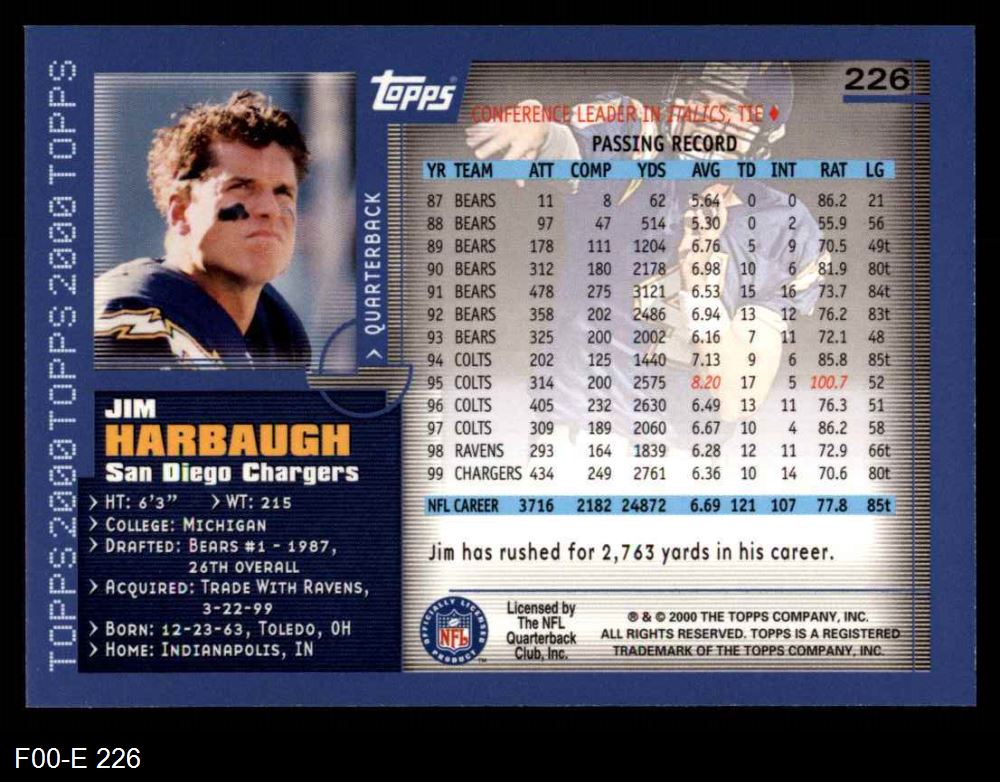 TOPPS 2000 TOPPS 2000 TOPPS 2000 TOPPS
TOPPS®
226
CONFERENCE LEADER IN ITALICS, TIE ♦
PASSING RECORD
YR TEAM ATT COMP YDS AVG TD INT RAT LG
87 BEARS 11 8 62 5.64 0 0 86.2 21
88 BEARS 97 47 514 5.30 0 2 55.9 56
89 BEARS 178 111 1204 6.76 5 9 70.5 49t
90 BEARS 312 180 2178 6.98 10 6 81.9 80t
91 BEARS 478 275 3121 6.53 15 16 73.7 84t
92 BEARS 358 202 2486 6.94 13 12 76.2 83t
93 BEARS 325 200 2002 6.16 7 11 72.1 48
94 COLTS 202 125 1440 7.13 9 6 85.8 85t
95 COLTS 314 200 2575 8.20 17 5 100.7 52
96 COLTS 405 232 2630 6.49 13 11 76.3 51
97 COLTS 309 189 2060 6.67 10 4 86.2 58
98 RAVENS 293 164 1839 6.28 12 11 72.9 66t
99 CHARGERS 434 249 2761 6.36 10 14 70.6 80t
NFL CAREER 3716 2182 24872 6.69 121 107 77.8 85t
Jim has rushed for 2,763 yards in his career.
> QUARTERBACK
JIM
HARBAUGH
San Diego Chargers
> HT: 6'3" > WT: 215
> COLLEGE: MICHIGAN
> DRAFTED: BEARS #1 - 1987,
26TH OVERALL
> ACQUIRED: TRADE WITH RAVENS,
3-22-99
> BORN: 12-23-63, TOLEDO, OH
> HOME: INDIANAPOLIS, IN
OFFICIALLY LICENSED
NFL
PRODUCT ™
Licensed by
The NFL
Quarterback
Club, Inc.
® & © 2000 THE TOPPS COMPANY, INC.
ALL RIGHTS RESERVED. TOPPS IS A REGISTERED
TRADEMARK OF THE TOPPS COMPANY, INC.
F00-E 226